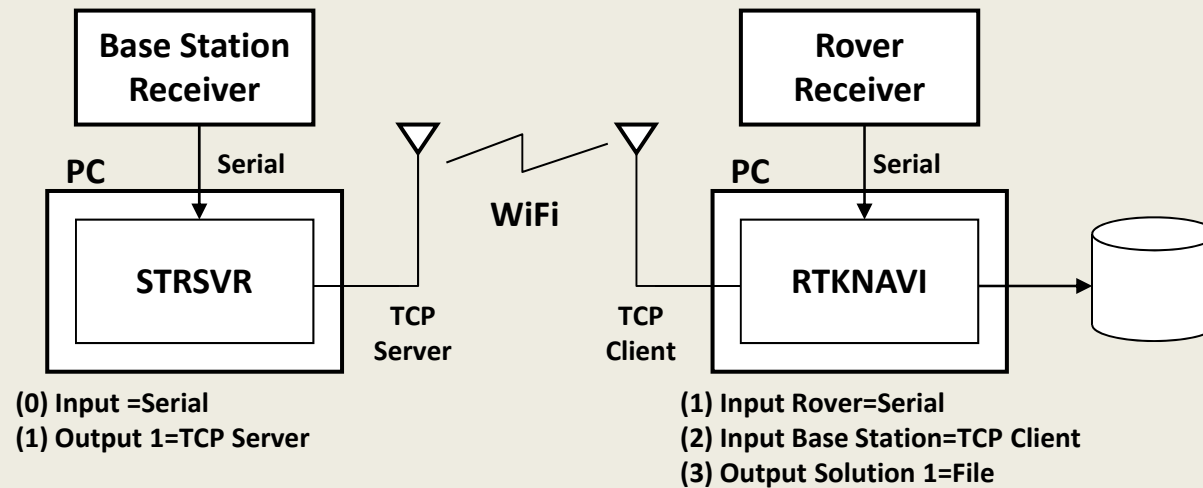 Base Station
Receiver
Rover
Receiver
PC
Serial
WiFi
PC
Serial
STRSVR
RTKNAVI
TCP
Server
TCP
Client
(0) Input =Serial
(1) Output 1=TCP Server
(1) Input Rover=Serial
(2) Input Base Station=TCP Client
(3) Output Solution 1=File